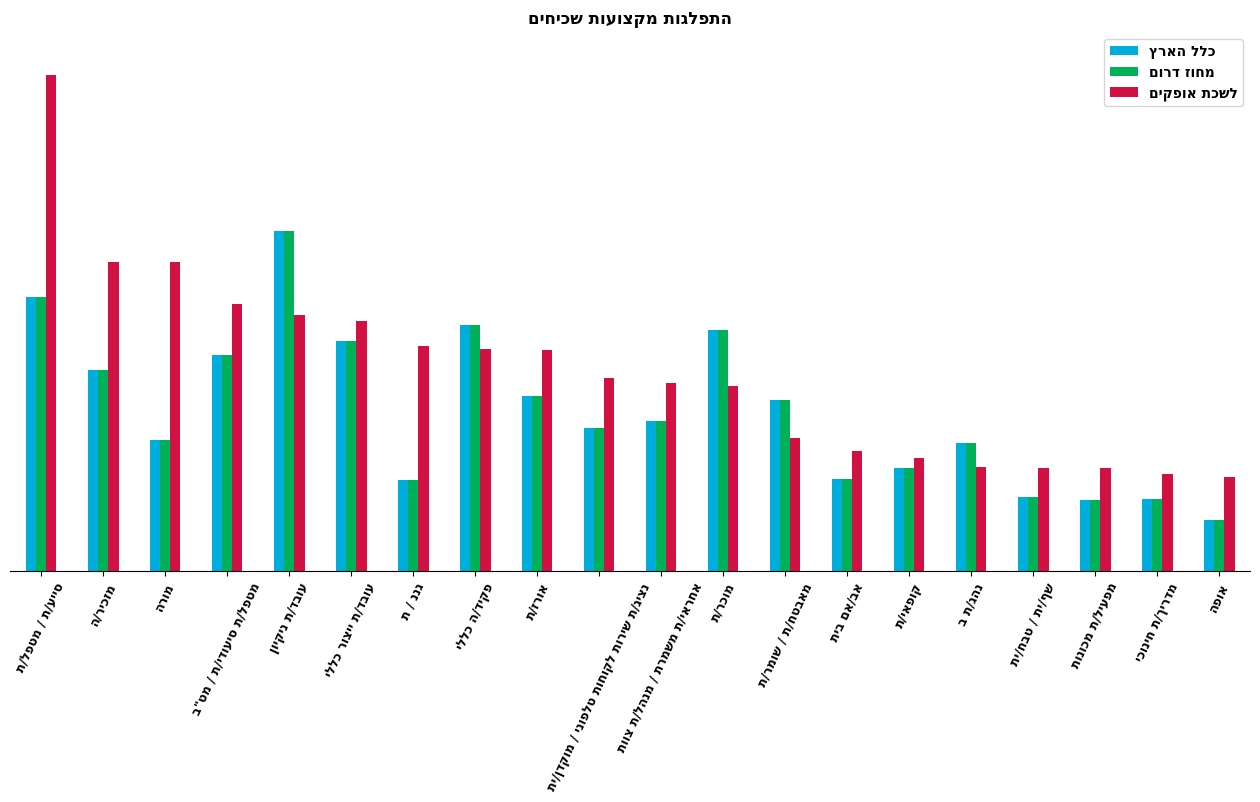 התפלגות מקצועות שכיחים
כלל הארץ
מחוז דרום
לשכת אופקים
סייע/ת / מטפל/ת
מזכיר/ה
מורה
מטפל/ת סיעודי/ת / מט"ב
עובד/ת ניקיון
עובד/ת ייצור כללי
גנג / ת
פקיד/ה כללי
אורז/ת
נציג/ת שירות לקוחות טלפוני / מוקדן/ית
אחראי/ת משמרת / מנהל/ת צוות
מוכר/ת
מאבטח/ת / שומר/ת
אב/אם בית
קופאי/ת
נהג/ת ב
שף/ית / טבח/ית
מפעיל/ת מכונות
מדריך/ת חינוכי
אופה